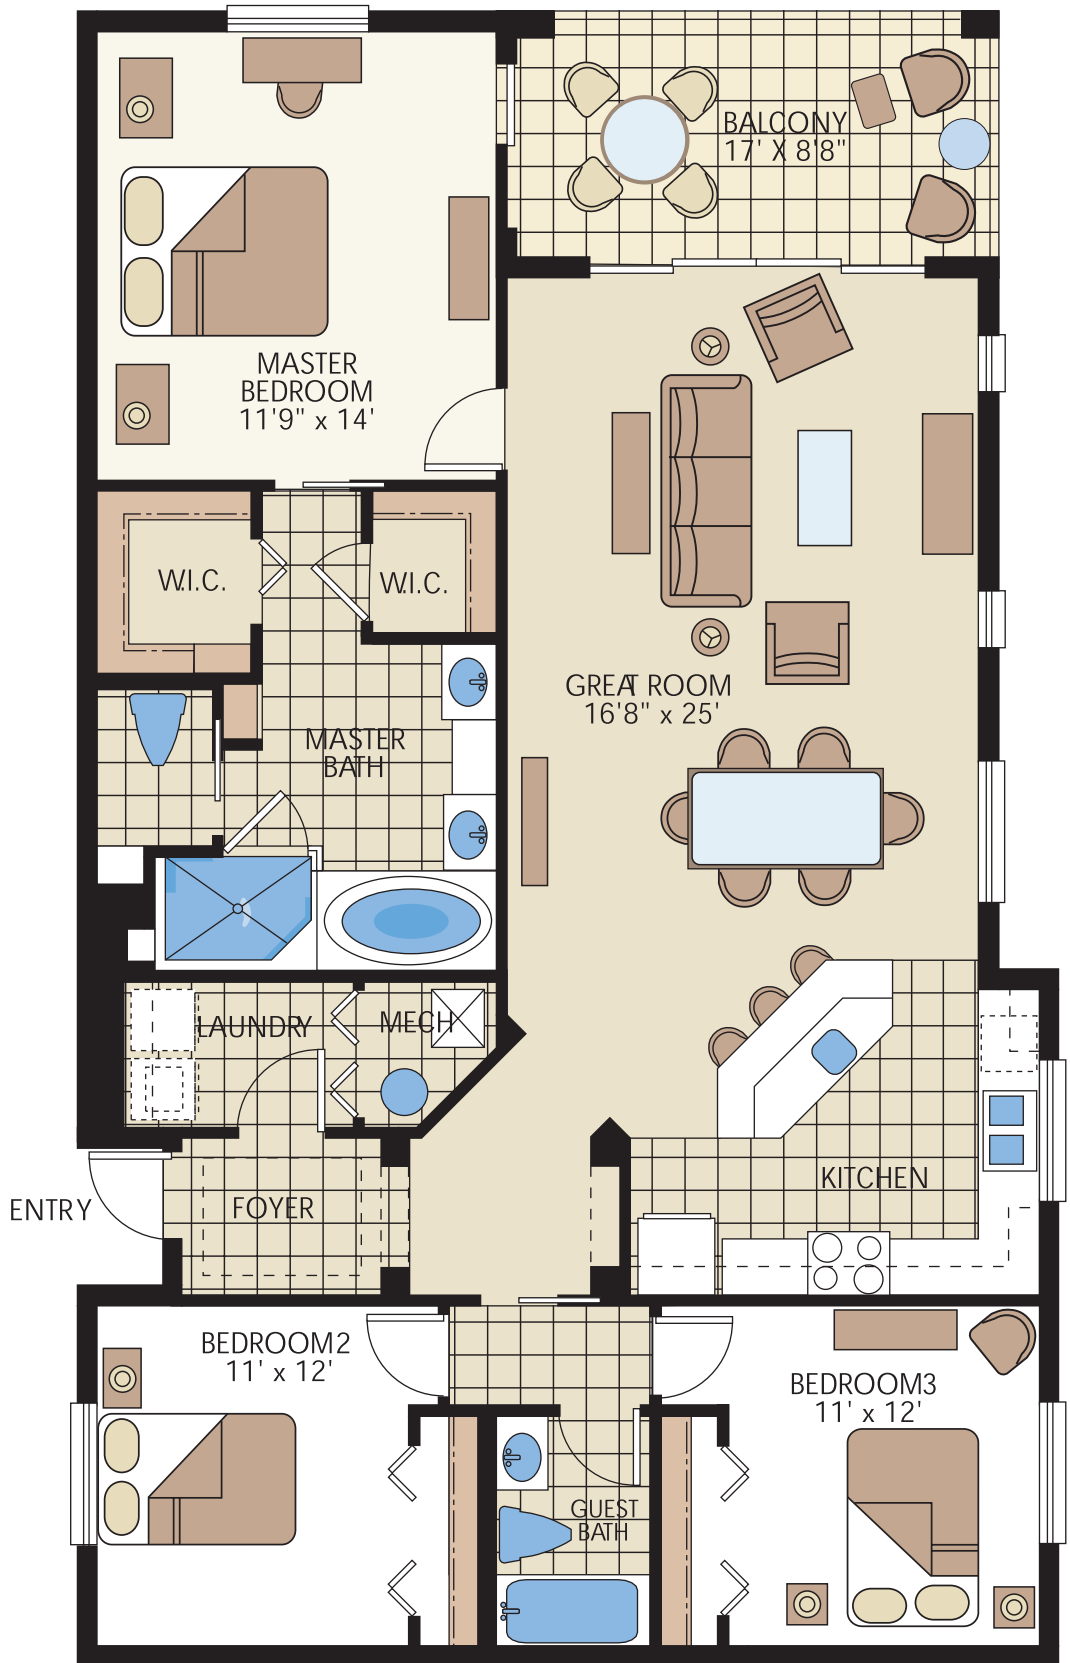 BALCONY
17' X 8'8"
MASTER
BEDROOM
11'9" x 14'
W.I.C.
W.I.C.
GREAT ROOM
16'8" x 25'
MASTER
BATH
LAUNDRY
MECH
KITCHEN
ENTRY
FOYER
BEDROOM2
11' x 12'
BEDROOM3
11' x 12'
GUEST
BATH